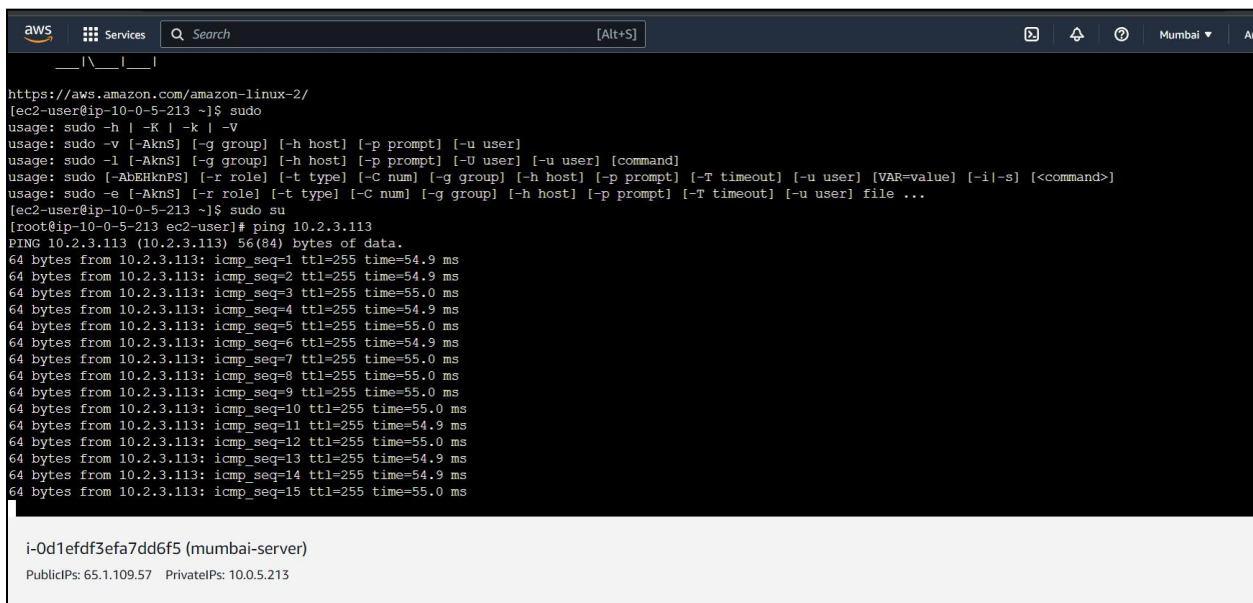 aws Services Search [Alt+S] Mumbai ▼
___|\___|___|
https://aws.amazon.com/amazon-linux-2/
[ec2-user@ip-10-0-5-213 ~]$ sudo
usage: sudo -h | -K | -k | -V
usage: sudo -v [-AknS] [-g group] [-h host] [-p prompt] [-u user]
usage: sudo -l [-AknS] [-g group] [-h host] [-p prompt] [-U user] [-u user] [command]
usage: sudo [-AbEHknPS] [-r role] [-t type] [-C num] [-g group] [-h host] [-p prompt] [-T timeout] [-u user] [VAR=value] [-i|-s] [<command>]
usage: sudo -e [-AknS] [-r role] [-t type] [-C num] [-g group] [-h host] [-p prompt] [-T timeout] [-u user] file ...
[ec2-user@ip-10-0-5-213 ~]$ sudo su
[root@ip-10-0-5-213 ec2-user]# ping 10.2.3.113
PING 10.2.3.113 (10.2.3.113) 56(84) bytes of data.
64 bytes from 10.2.3.113: icmp_seq=1 ttl=255 time=54.9 ms
64 bytes from 10.2.3.113: icmp_seq=2 ttl=255 time=54.9 ms
64 bytes from 10.2.3.113: icmp_seq=3 ttl=255 time=55.0 ms
64 bytes from 10.2.3.113: icmp_seq=4 ttl=255 time=54.9 ms
64 bytes from 10.2.3.113: icmp_seq=5 ttl=255 time=55.0 ms
64 bytes from 10.2.3.113: icmp_seq=6 ttl=255 time=54.9 ms
64 bytes from 10.2.3.113: icmp_seq=7 ttl=255 time=55.0 ms
64 bytes from 10.2.3.113: icmp_seq=8 ttl=255 time=55.0 ms
64 bytes from 10.2.3.113: icmp_seq=9 ttl=255 time=55.0 ms
64 bytes from 10.2.3.113: icmp_seq=10 ttl=255 time=55.0 ms
64 bytes from 10.2.3.113: icmp_seq=11 ttl=255 time=54.9 ms
64 bytes from 10.2.3.113: icmp_seq=12 ttl=255 time=55.0 ms
64 bytes from 10.2.3.113: icmp_seq=13 ttl=255 time=54.9 ms
64 bytes from 10.2.3.113: icmp_seq=14 ttl=255 time=54.9 ms
64 bytes from 10.2.3.113: icmp_seq=15 ttl=255 time=55.0 ms
i-0d1efdf3efa7dd6f5 (mumbai-server)
PublicIPs: 65.1.109.57 PrivateIPs: 10.0.5.213